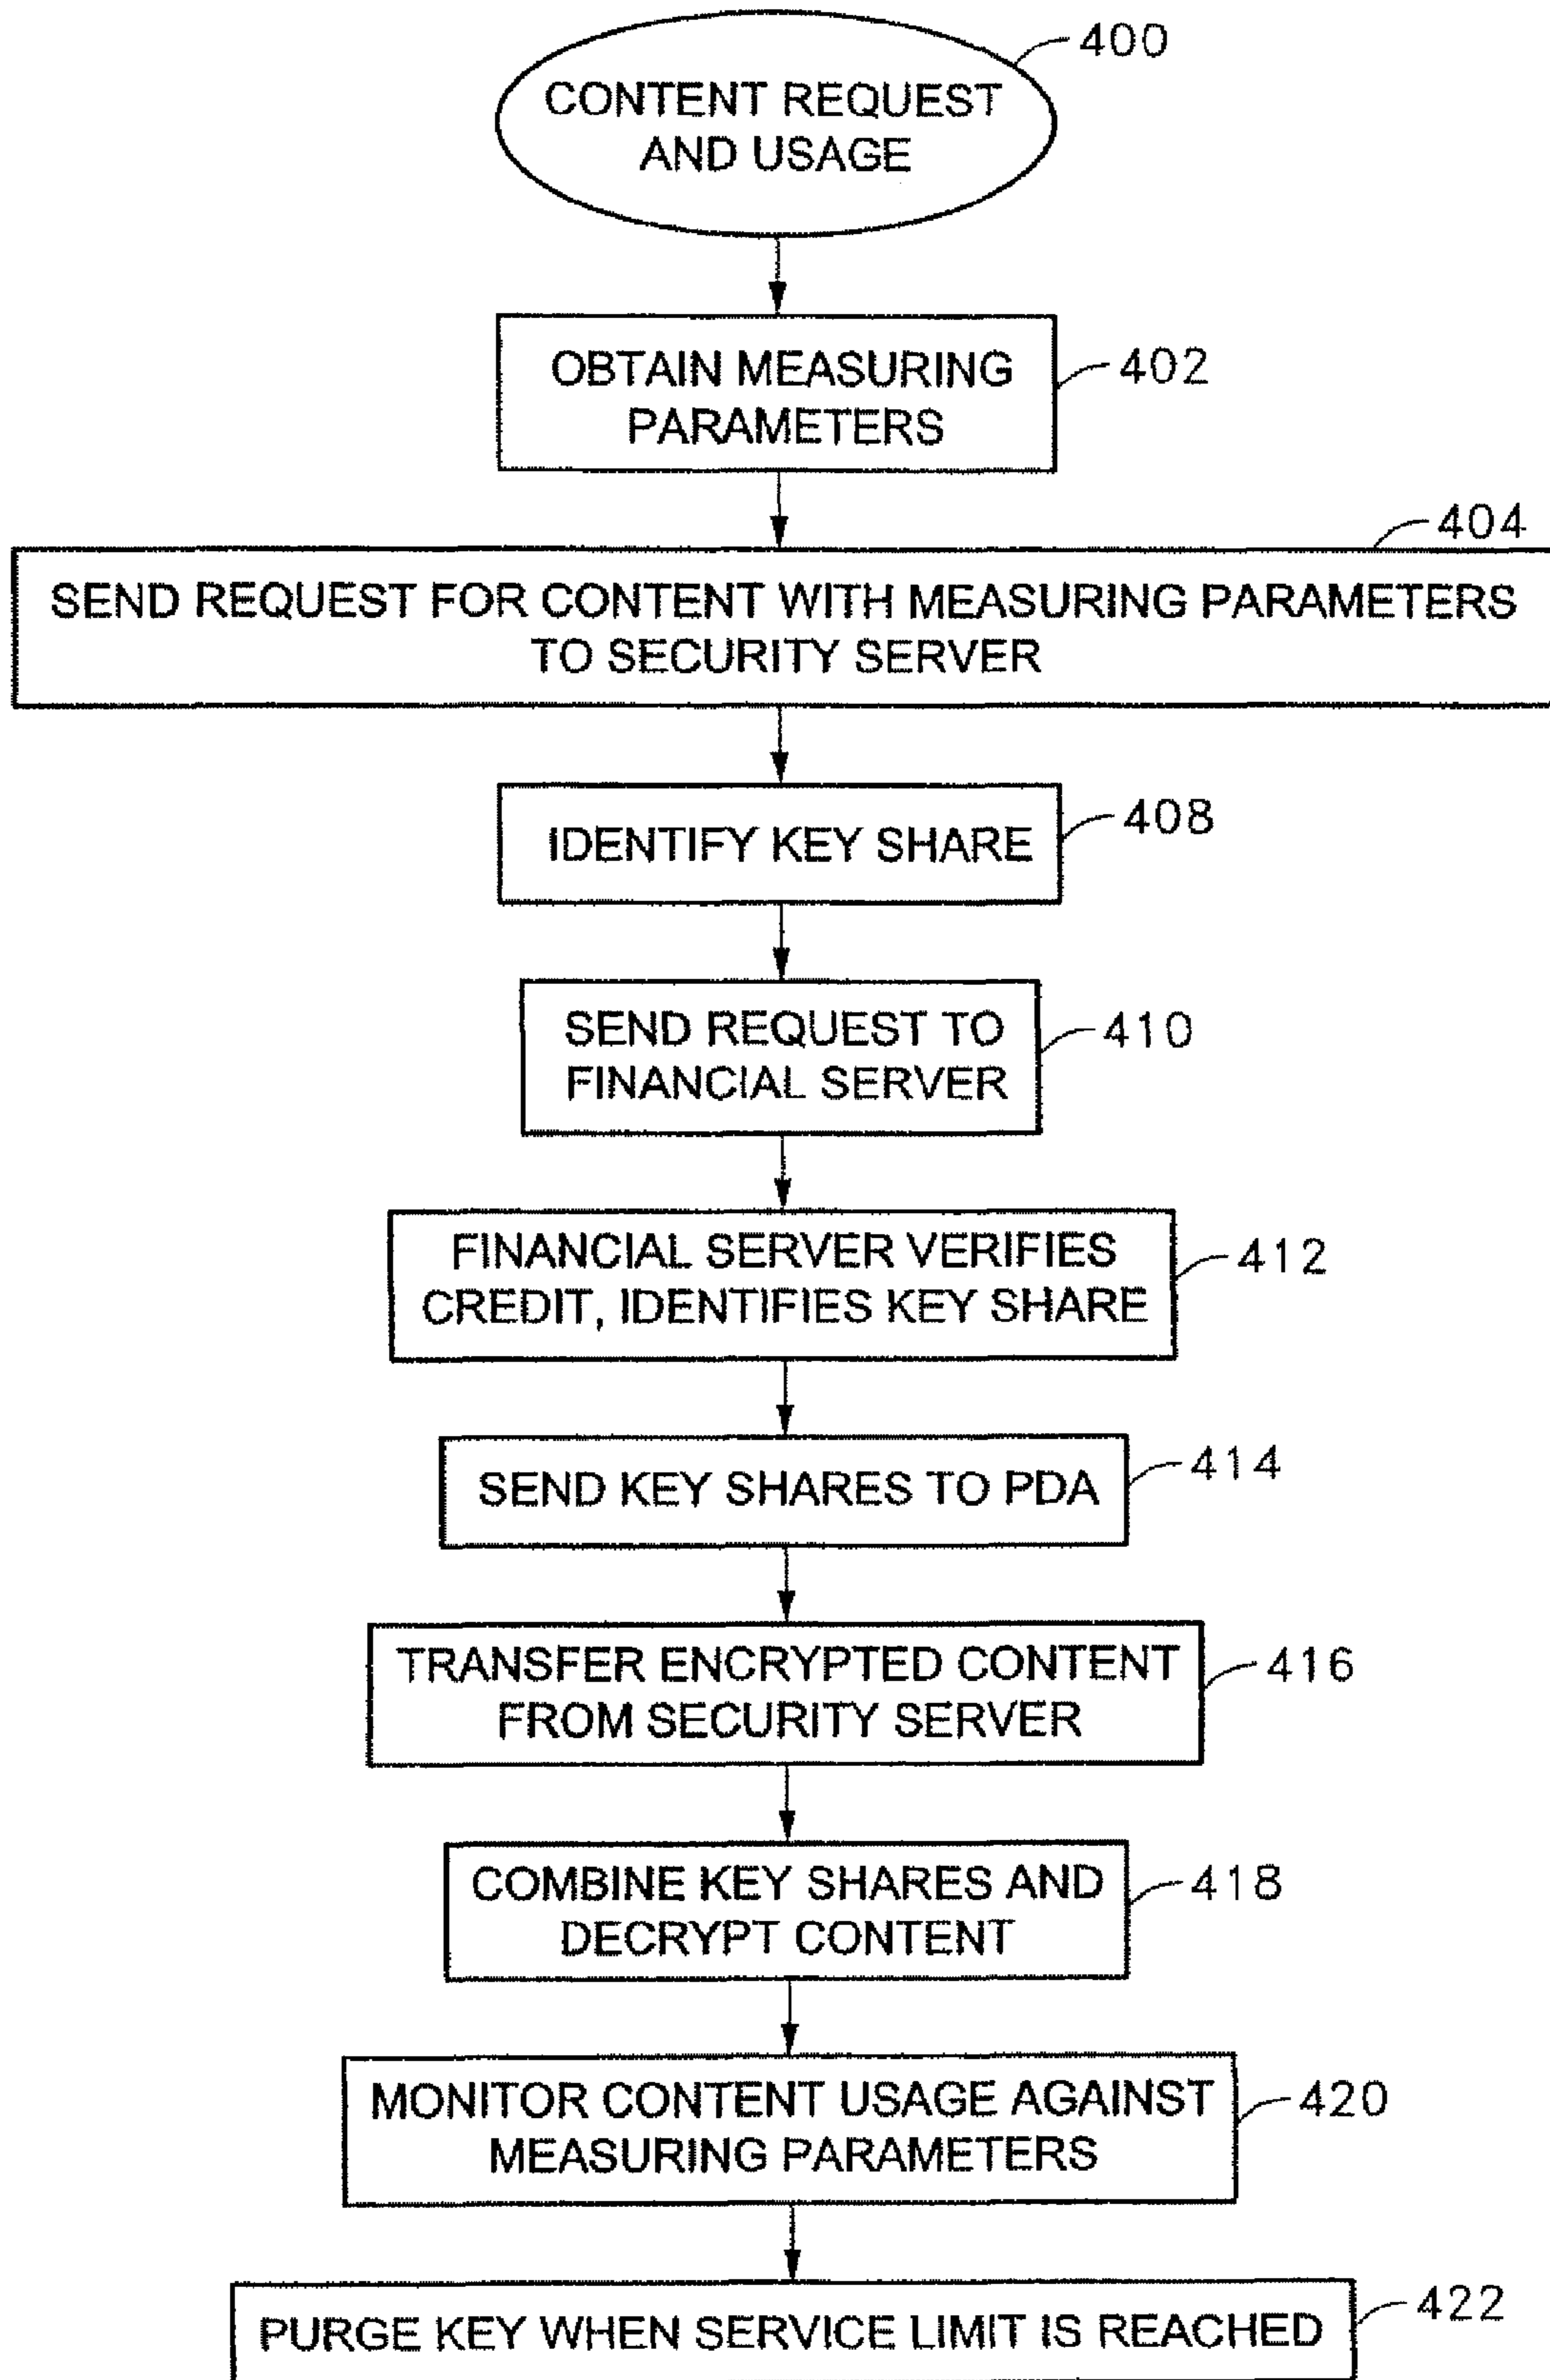 400
CONTENT REQUEST
AND USAGE
OBTAIN MEASURING
PARAMETERS
402
404
SEND REQUEST FOR CONTENT WITH MEASURING PARAMETERS
TO SECURITY SERVER
IDENTIFY KEY SHARE
408
SEND REQUEST TO
FINANCIAL SERVER
410
FINANCIAL SERVER VERIFIES
CREDIT, IDENTIFIES KEY SHARE
412
SEND KEY SHARES TO PDA
414
TRANSFER ENCRYPTED CONTENT
FROM SECURITY SERVER
416
COMBINE KEY SHARES AND
DECRYPT CONTENT
418
MONITOR CONTENT USAGE AGAINST
MEASURING PARAMETERS
420
PURGE KEY WHEN SERVICE LIMIT IS REACHED
422